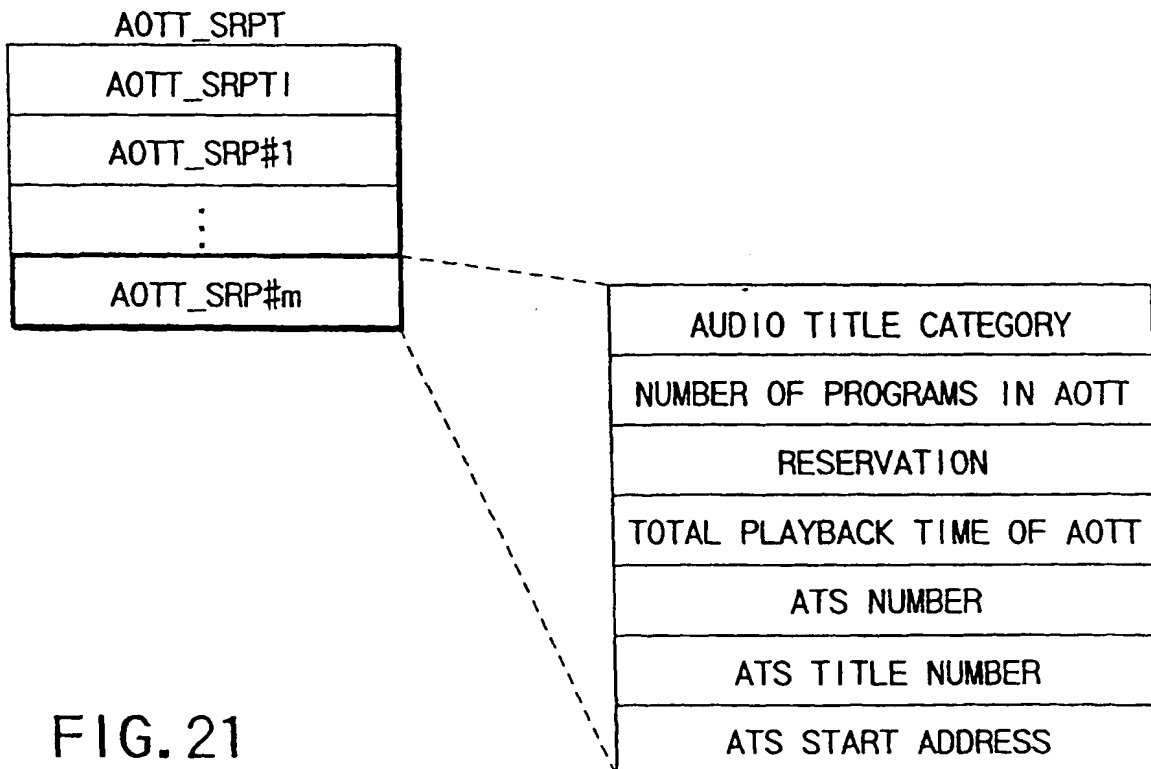 AOTT_SRPT
AOTT_SRPTI
AOTT_SRP#1
⋮
AOTT_SRP#m
AUDIO TITLE CATEGORY
NUMBER OF PROGRAMS IN AOTT
RESERVATION
TOTAL PLAYBACK TIME OF AOTT
ATS NUMBER
ATS TITLE NUMBER
ATS START ADDRESS
FIG. 21